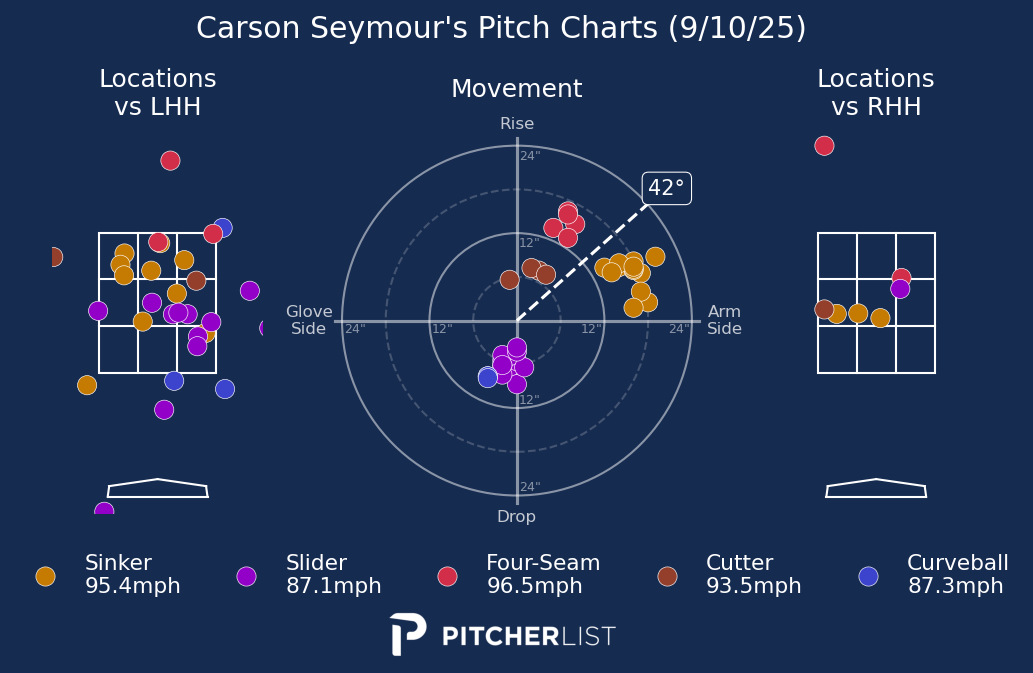 Carson Seymour's Pitch Charts (9/10/25)
Locations
vs LHH
Movement
Locations
vs RHH
Rise
24"
42°
12"
Glove
Side
24"
12"
12"
24"
Arm
Side
12"
24"
Drop
Sinker
95.4mph
Slider
87.1mph
Four-Seam
96.5mph
Cutter
93.5mph
Curveball
87.3mph
PITCHERLIST